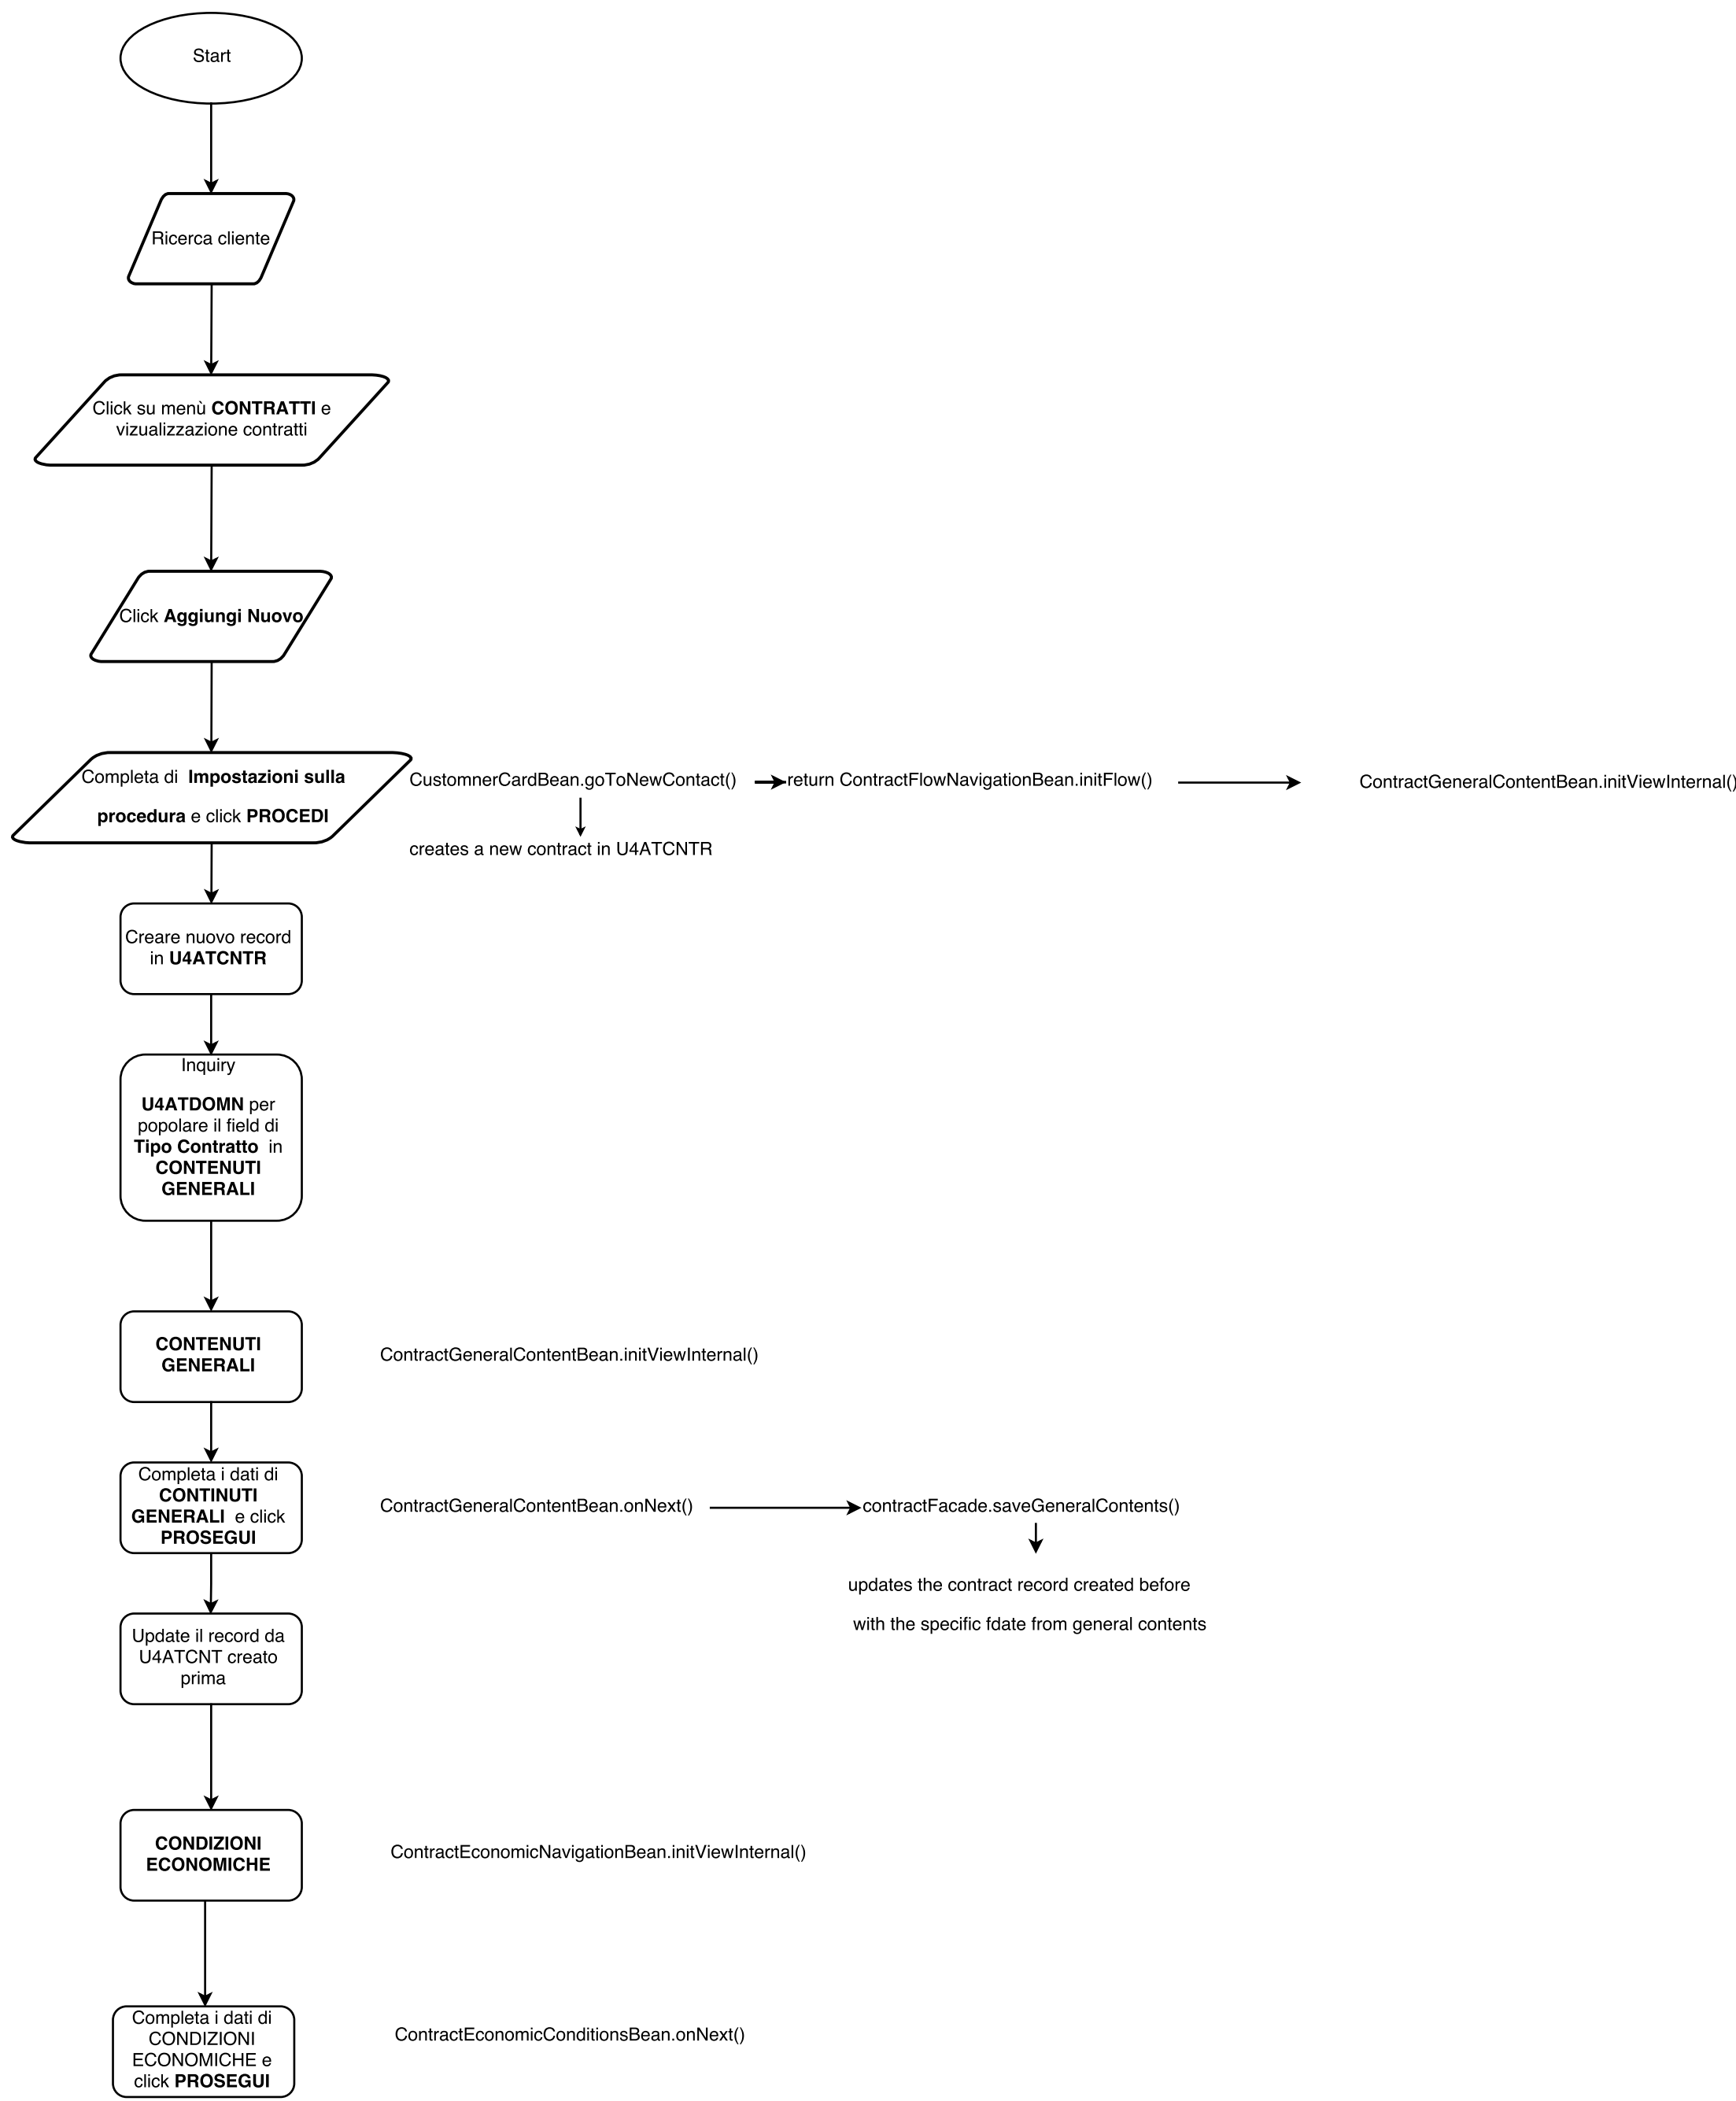 Start
Ricerca cliente
Click su menù CONTRATTI e
vizualizzazione contratti
Click Aggiungi Nuovo
Completa di Impostazioni sulla
procedura e click PROCEDI
CustomnerCardBean.goToNewContact()
return ContractFlowNavigationBean.initFlow()
ContractGeneralContentBean.initViewInternal()
creates a new contract in U4ATCNTR
Creare nuovo record
in U4ATCNTR
Inquiry
U4ATDOMN per
popolare il field di
Tipo Contratto in
CONTENUTI
GENERALI
CONTENUTI
GENERALI
ContractGeneralContentBean.initViewInternal()
Completa i dati di
CONTINUTI
GENERALI e click
PROSEGUI
ContractGeneralContentBean.onNext()
contractFacade.saveGeneralContents()
updates the contract record created before
with the specific fdate from general contents
Update il record da
U4ATCNT creato
prima
CONDIZIONI
ECONOMICHE
ContractEconomicNavigationBean.initViewInternal()
Completa i dati di
CONDIZIONI
ECONOMICHE e
click PROSEGUI
ContractEconomicConditionsBean.onNext()